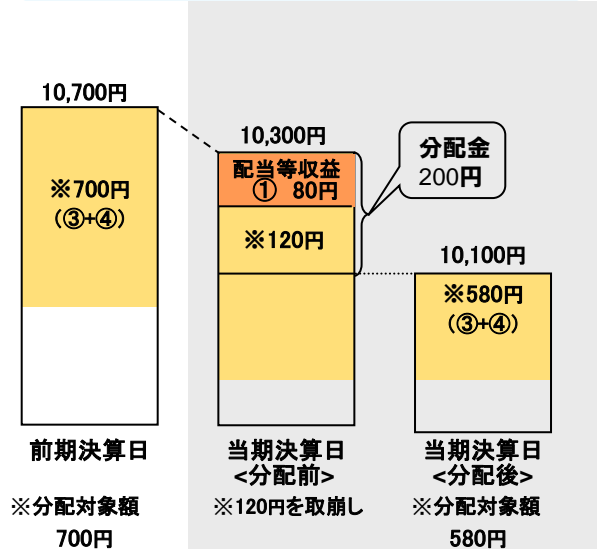 10,700円
※700円
(③+④)
前期決算日
※分配対象額
700円
10,300円
配当等収益
① 80円
※120円
当期決算日
<分配前>
※120円を取崩し
分配金
200円
10,100円
※580円
(③+④)
当期決算日
<分配後>
※分配対象額
580円